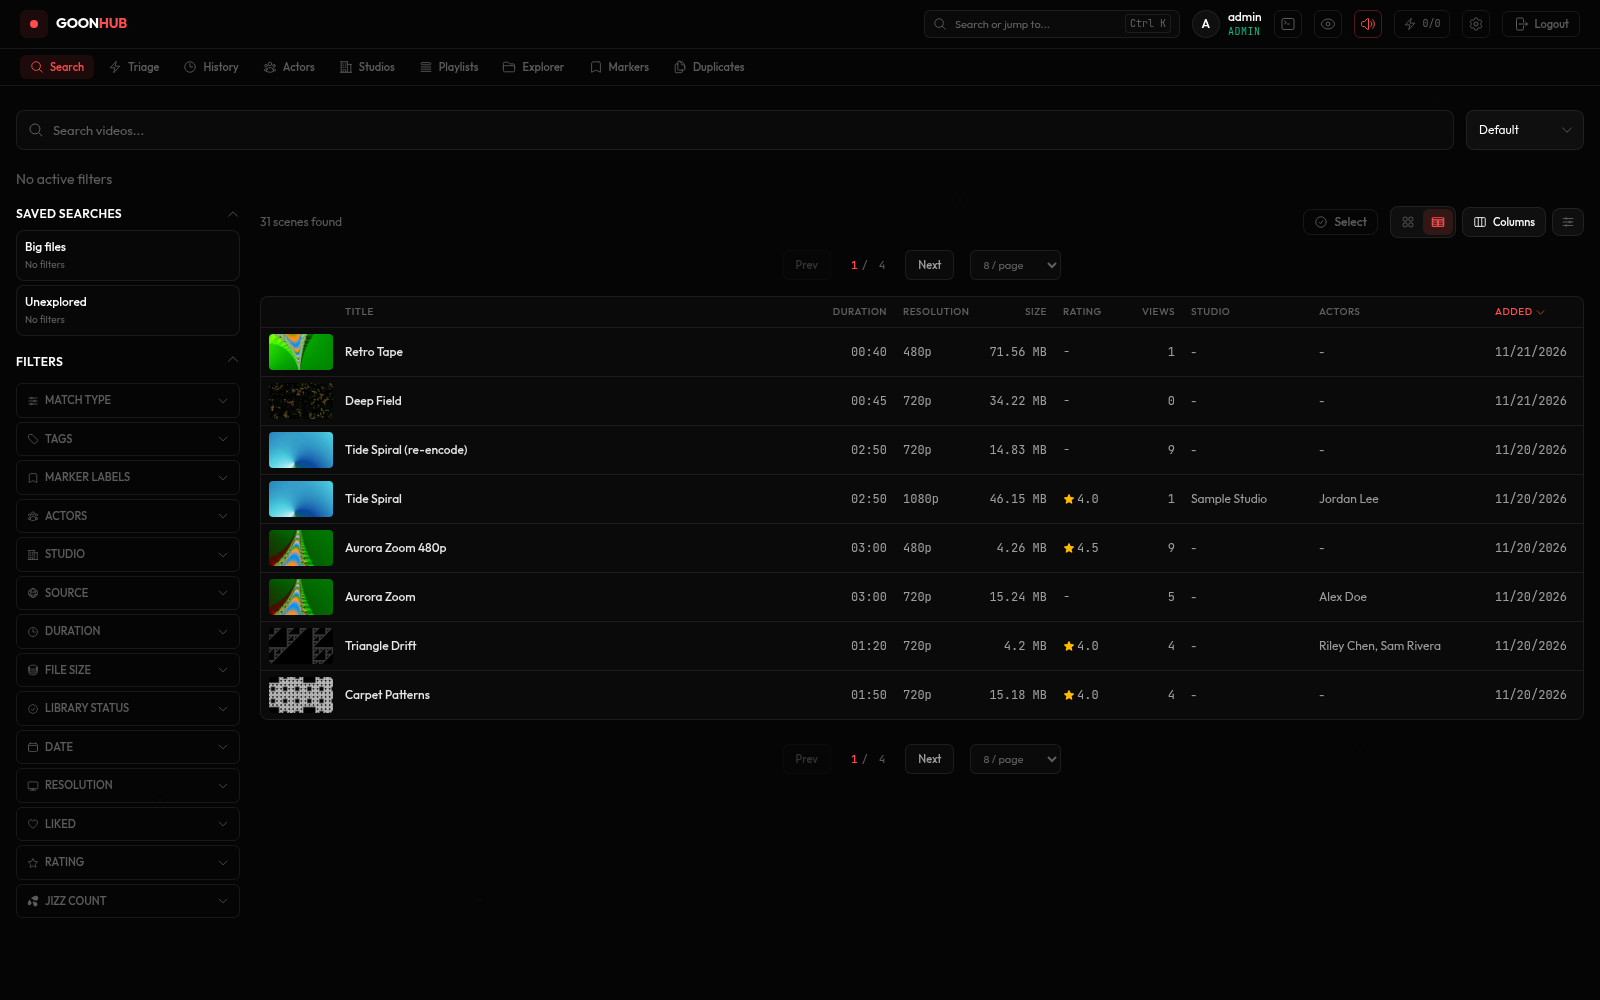 GOONHUB
Search or jump to...
Ctrl K
A
admin
ADMIN
0/0
Logout
Search
Triage
History
Actors
Studios
Playlists
Explorer
Markers
Duplicates
Search videos...
Default
No active filters
SAVED SEARCHES
Big files
No filters
Unexplored
No filters
FILTERS
MATCH TYPE
TAGS
MARKER LABELS
ACTORS
STUDIO
SOURCE
DURATION
FILE SIZE
LIBRARY STATUS
DATE
RESOLUTION
LIKED
RATING
JIZZ COUNT
31 scenes found
Select
Columns
Prev 1 / 4 Next 8 / page
TITLE DURATION RESOLUTION SIZE RATING VIEWS STUDIO ACTORS ADDED
Retro Tape 00:40 480p 71.56 MB - 1 - - 11/21/2026
Deep Field 00:45 720p 34.22 MB - 0 - - 11/21/2026
Tide Spiral (re-encode) 02:50 720p 14.83 MB - 9 - - 11/20/2026
Tide Spiral 02:50 1080p 46.15 MB 4.0 1 Sample Studio Jordan Lee 11/20/2026
Aurora Zoom 480p 03:00 480p 4.26 MB 4.5 9 - - 11/20/2026
Aurora Zoom 03:00 720p 15.24 MB - 5 - Alex Doe 11/20/2026
Triangle Drift 01:20 720p 4.2 MB 4.0 4 - Riley Chen, Sam Rivera 11/20/2026
Carpet Patterns 01:50 720p 15.18 MB 4.0 4 - - 11/20/2026
Prev 1 / 4 Next 8 / page